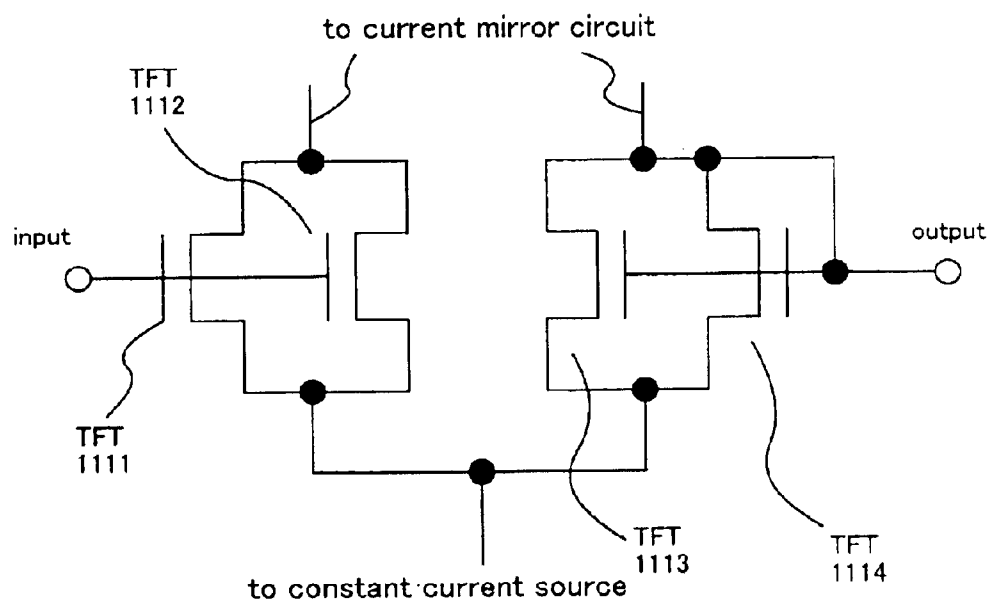 to current mirror circuit
TFT
1112
input
output
TFT
1111
TFT
1113
TFT
1114
to constant current source